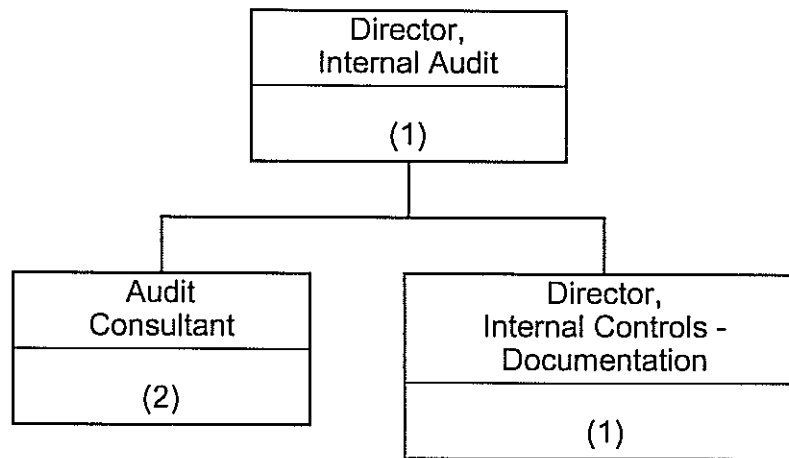 Director,
Internal Audit
(1)
Audit
Consultant
(2)
Director,
Internal Controls -
Documentation
(1)